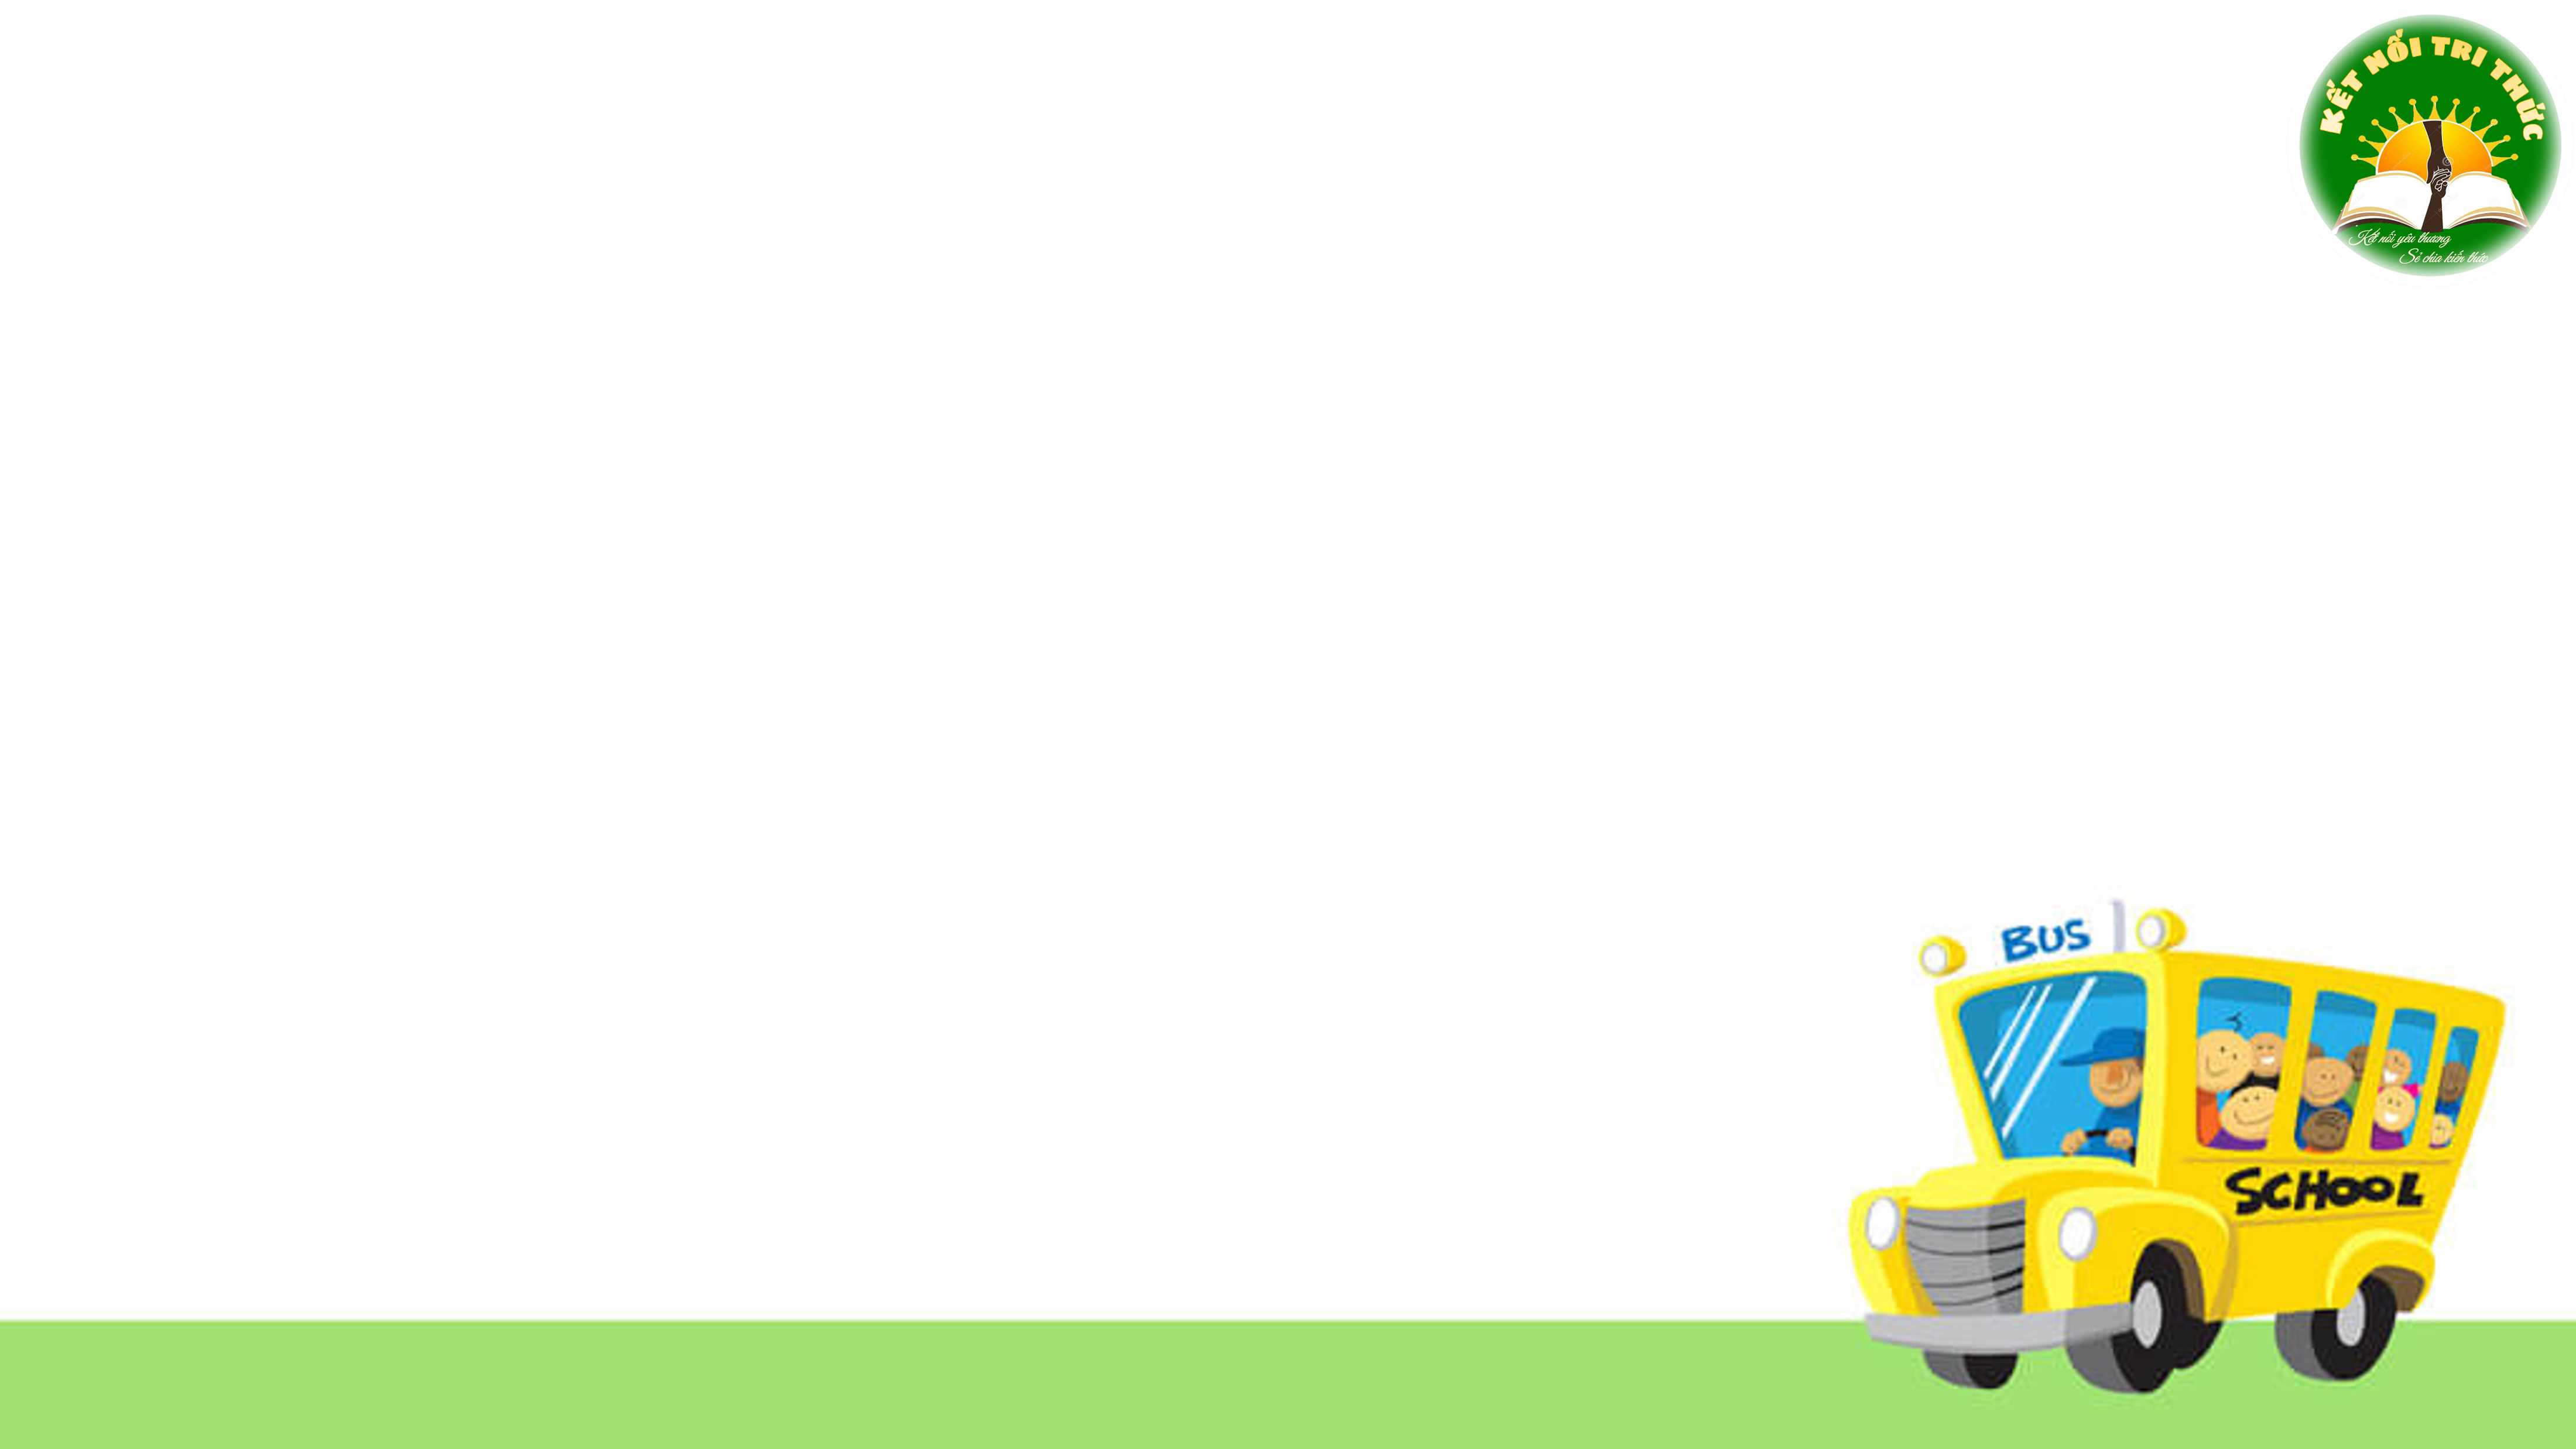 KẾT NỐI TRI THỨC
Kết nối yêu thương
Sẻ chia kiến thức
BUS
SCHOOL